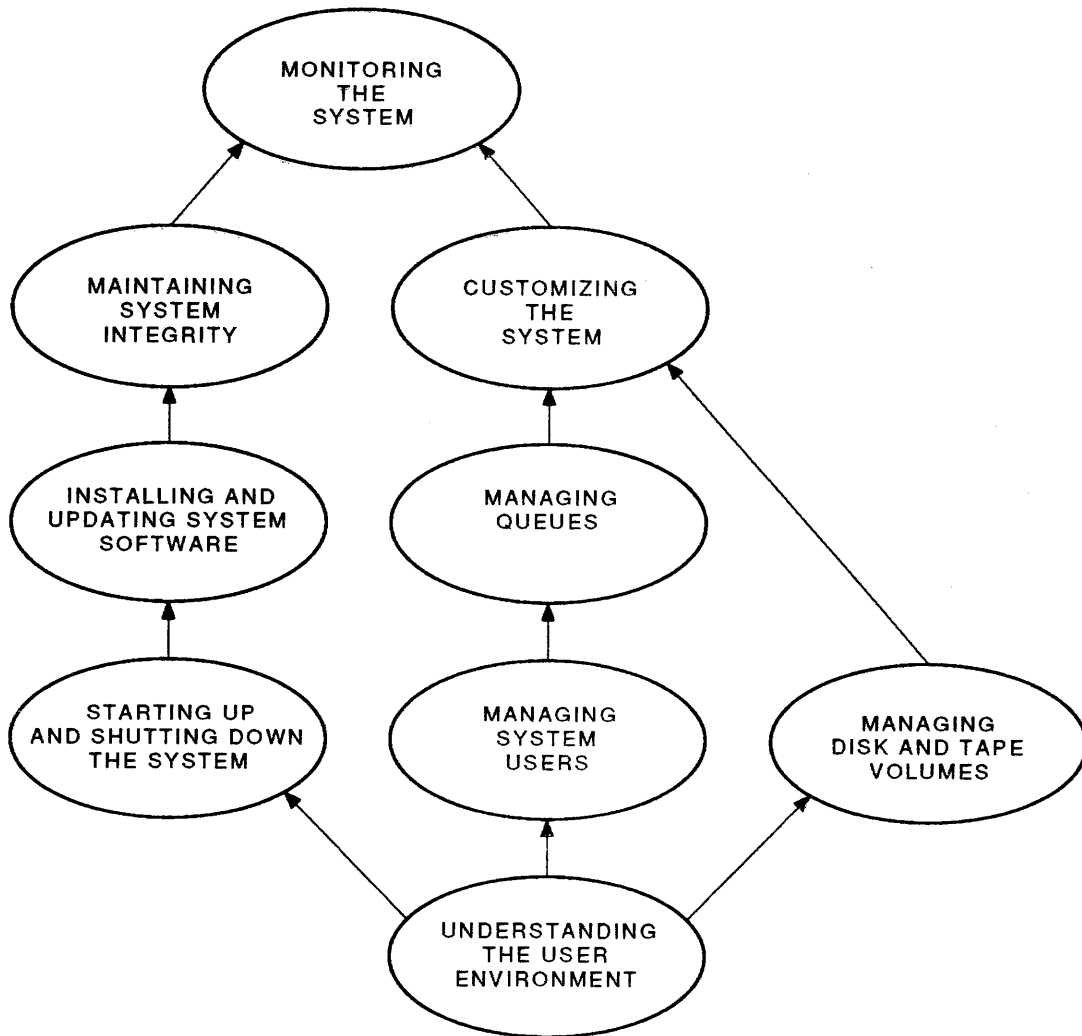 MONITORING
THE
SYSTEM
MAINTAINING
SYSTEM
INTEGRITY
CUSTOMIZING
THE
SYSTEM
INSTALLING AND
UPDATING SYSTEM
SOFTWARE
MANAGING
QUEUES
STARTING UP
AND SHUTTING DOWN
THE SYSTEM
MANAGING
SYSTEM
USERS
MANAGING
DISK AND TAPE
VOLUMES
UNDERSTANDING
THE USER
ENVIRONMENT